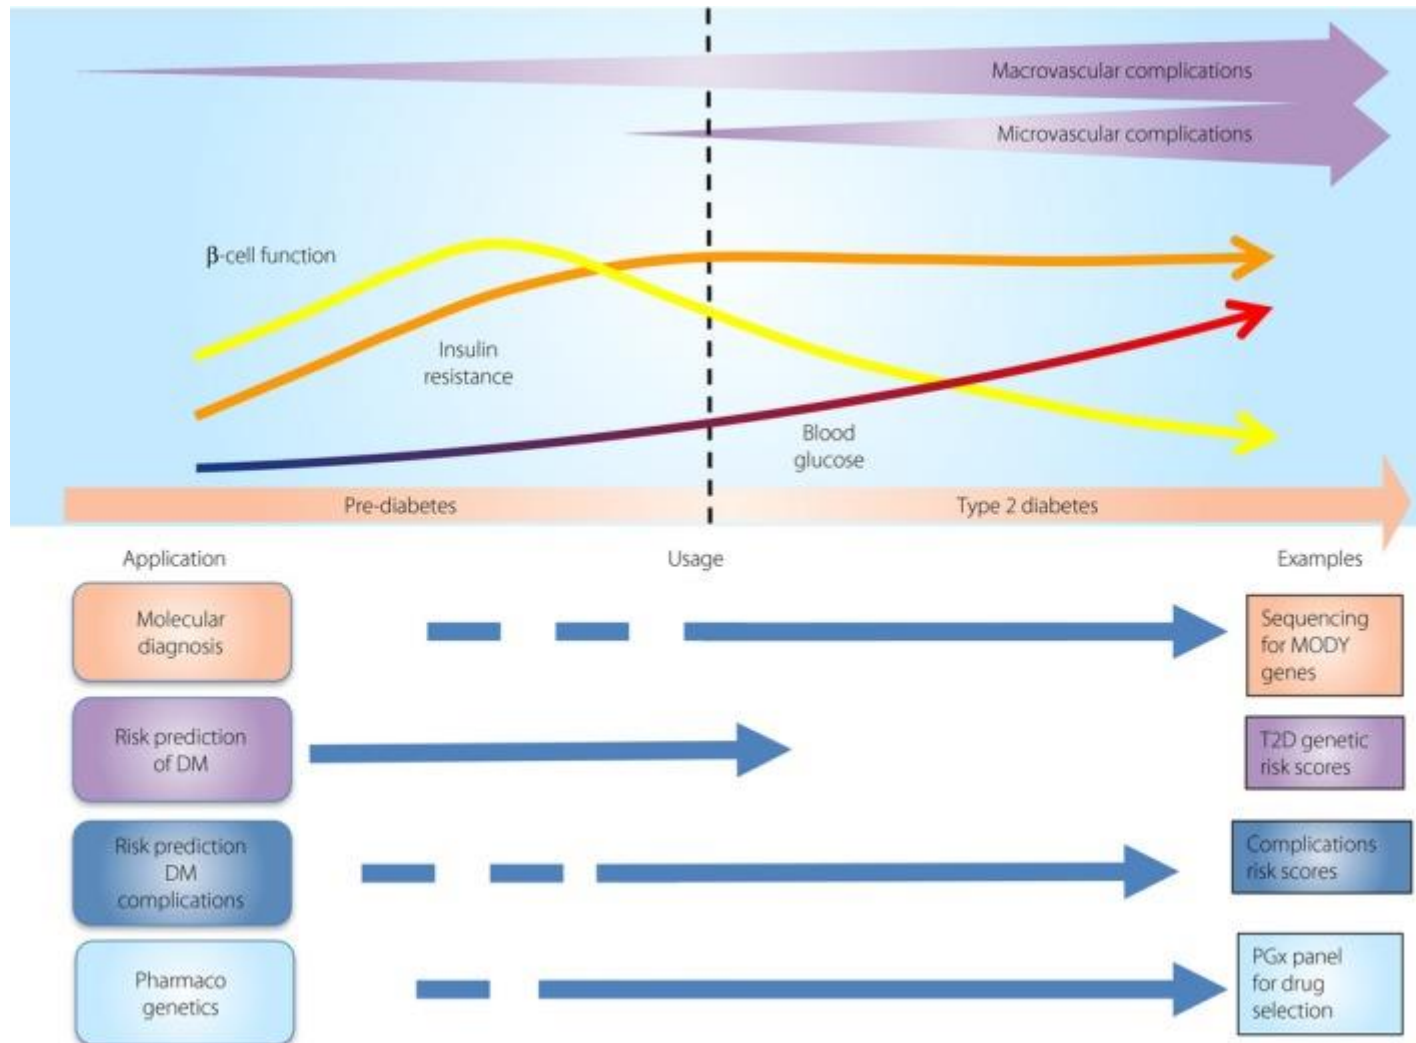 Macrovascular complications
Microvascular complications
β-cell function
Insulin
resistance
Blood
glucose
Pre-diabetes
Type 2 diabetes
Application
Usage
Examples
Molecular
diagnosis
Sequencing
for MODY
genes
Risk prediction
of DM
T2D genetic
risk scores
Risk prediction
DM
complications
Complications
risk scores
Pharmaco
genetics
PGx panel
for drug
selection